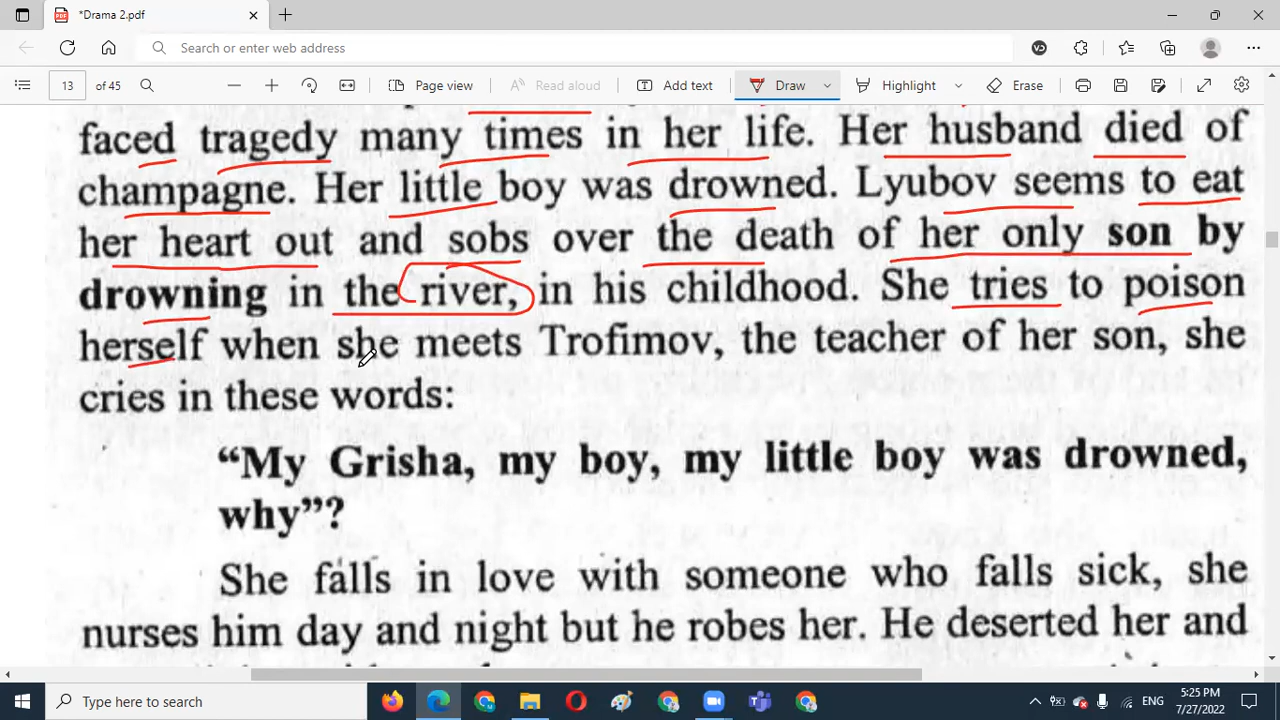 *Drama 2.pdf
Search or enter web address
13 of 45 Page view Read aloud Add text Draw Highlight Erase
faced tragedy many times in her life. Her husband died of
champagne. Her little boy was drowned. Lyubov seems to eat
her heart out and sobs over the death of her only son by
drowning in the river, in his childhood. She tries to poison
herself when she meets Trofimov, the teacher of her son, she
cries in these words:
“My Grisha, my boy, my little boy was drowned,
why”?
She falls in love with someone who falls sick, she
nurses him day and night but he robes her. He deserted her and
Type here to search
ENG
5:25 PM
7/27/2022